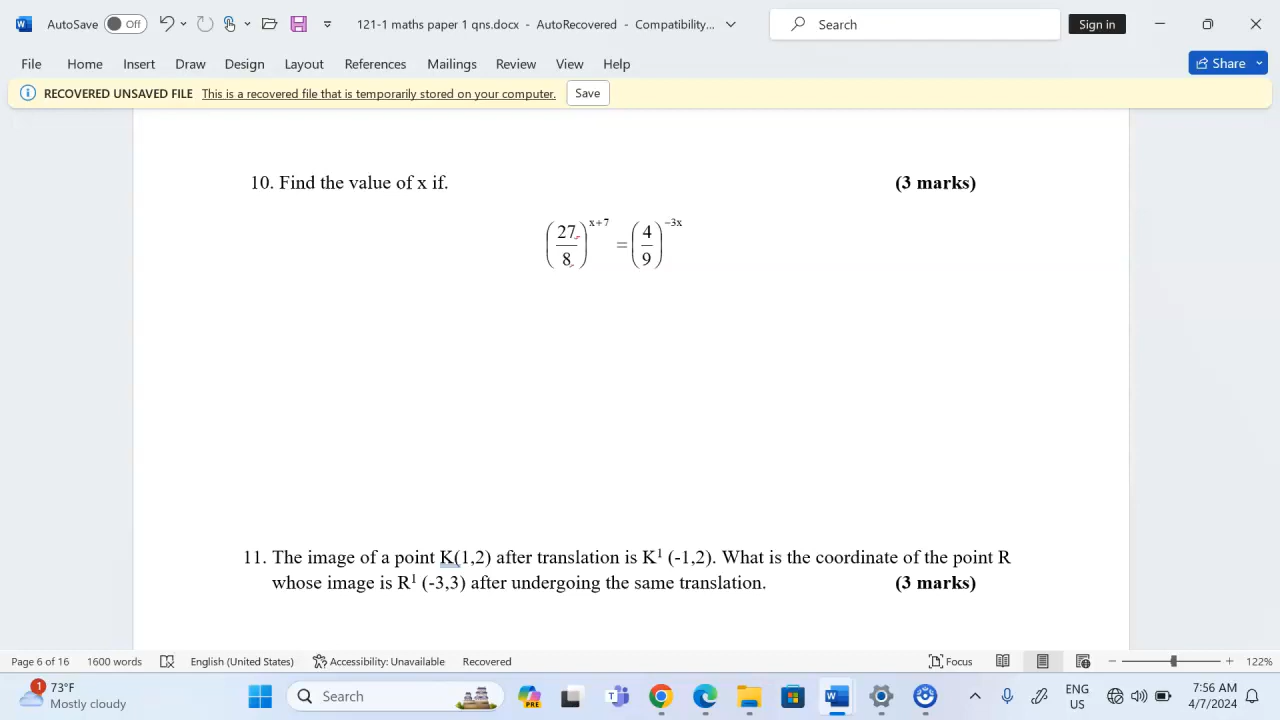 AutoSave Off 121-1 maths paper 1 qns.docx - AutoRecovered - Compatibility... Search Sign in
File Home Insert Draw Design Layout References Mailings Review View Help Share
RECOVERED UNSAVED FILE This is a recovered file that is temporarily stored on your computer. Save
10. Find the value of x if. (3 marks)
(27/8)^(x+7) = (4/9)^(−3x)
11. The image of a point K(1,2) after translation is K¹ (-1,2). What is the coordinate of the point R
whose image is R¹ (-3,3) after undergoing the same translation. (3 marks)
Page 6 of 16 1600 words English (United States) Accessibility: Unavailable Recovered Focus 122%
1 73°F Search PRE ENG 7:56 AM
Mostly cloudy US 4/7/2024